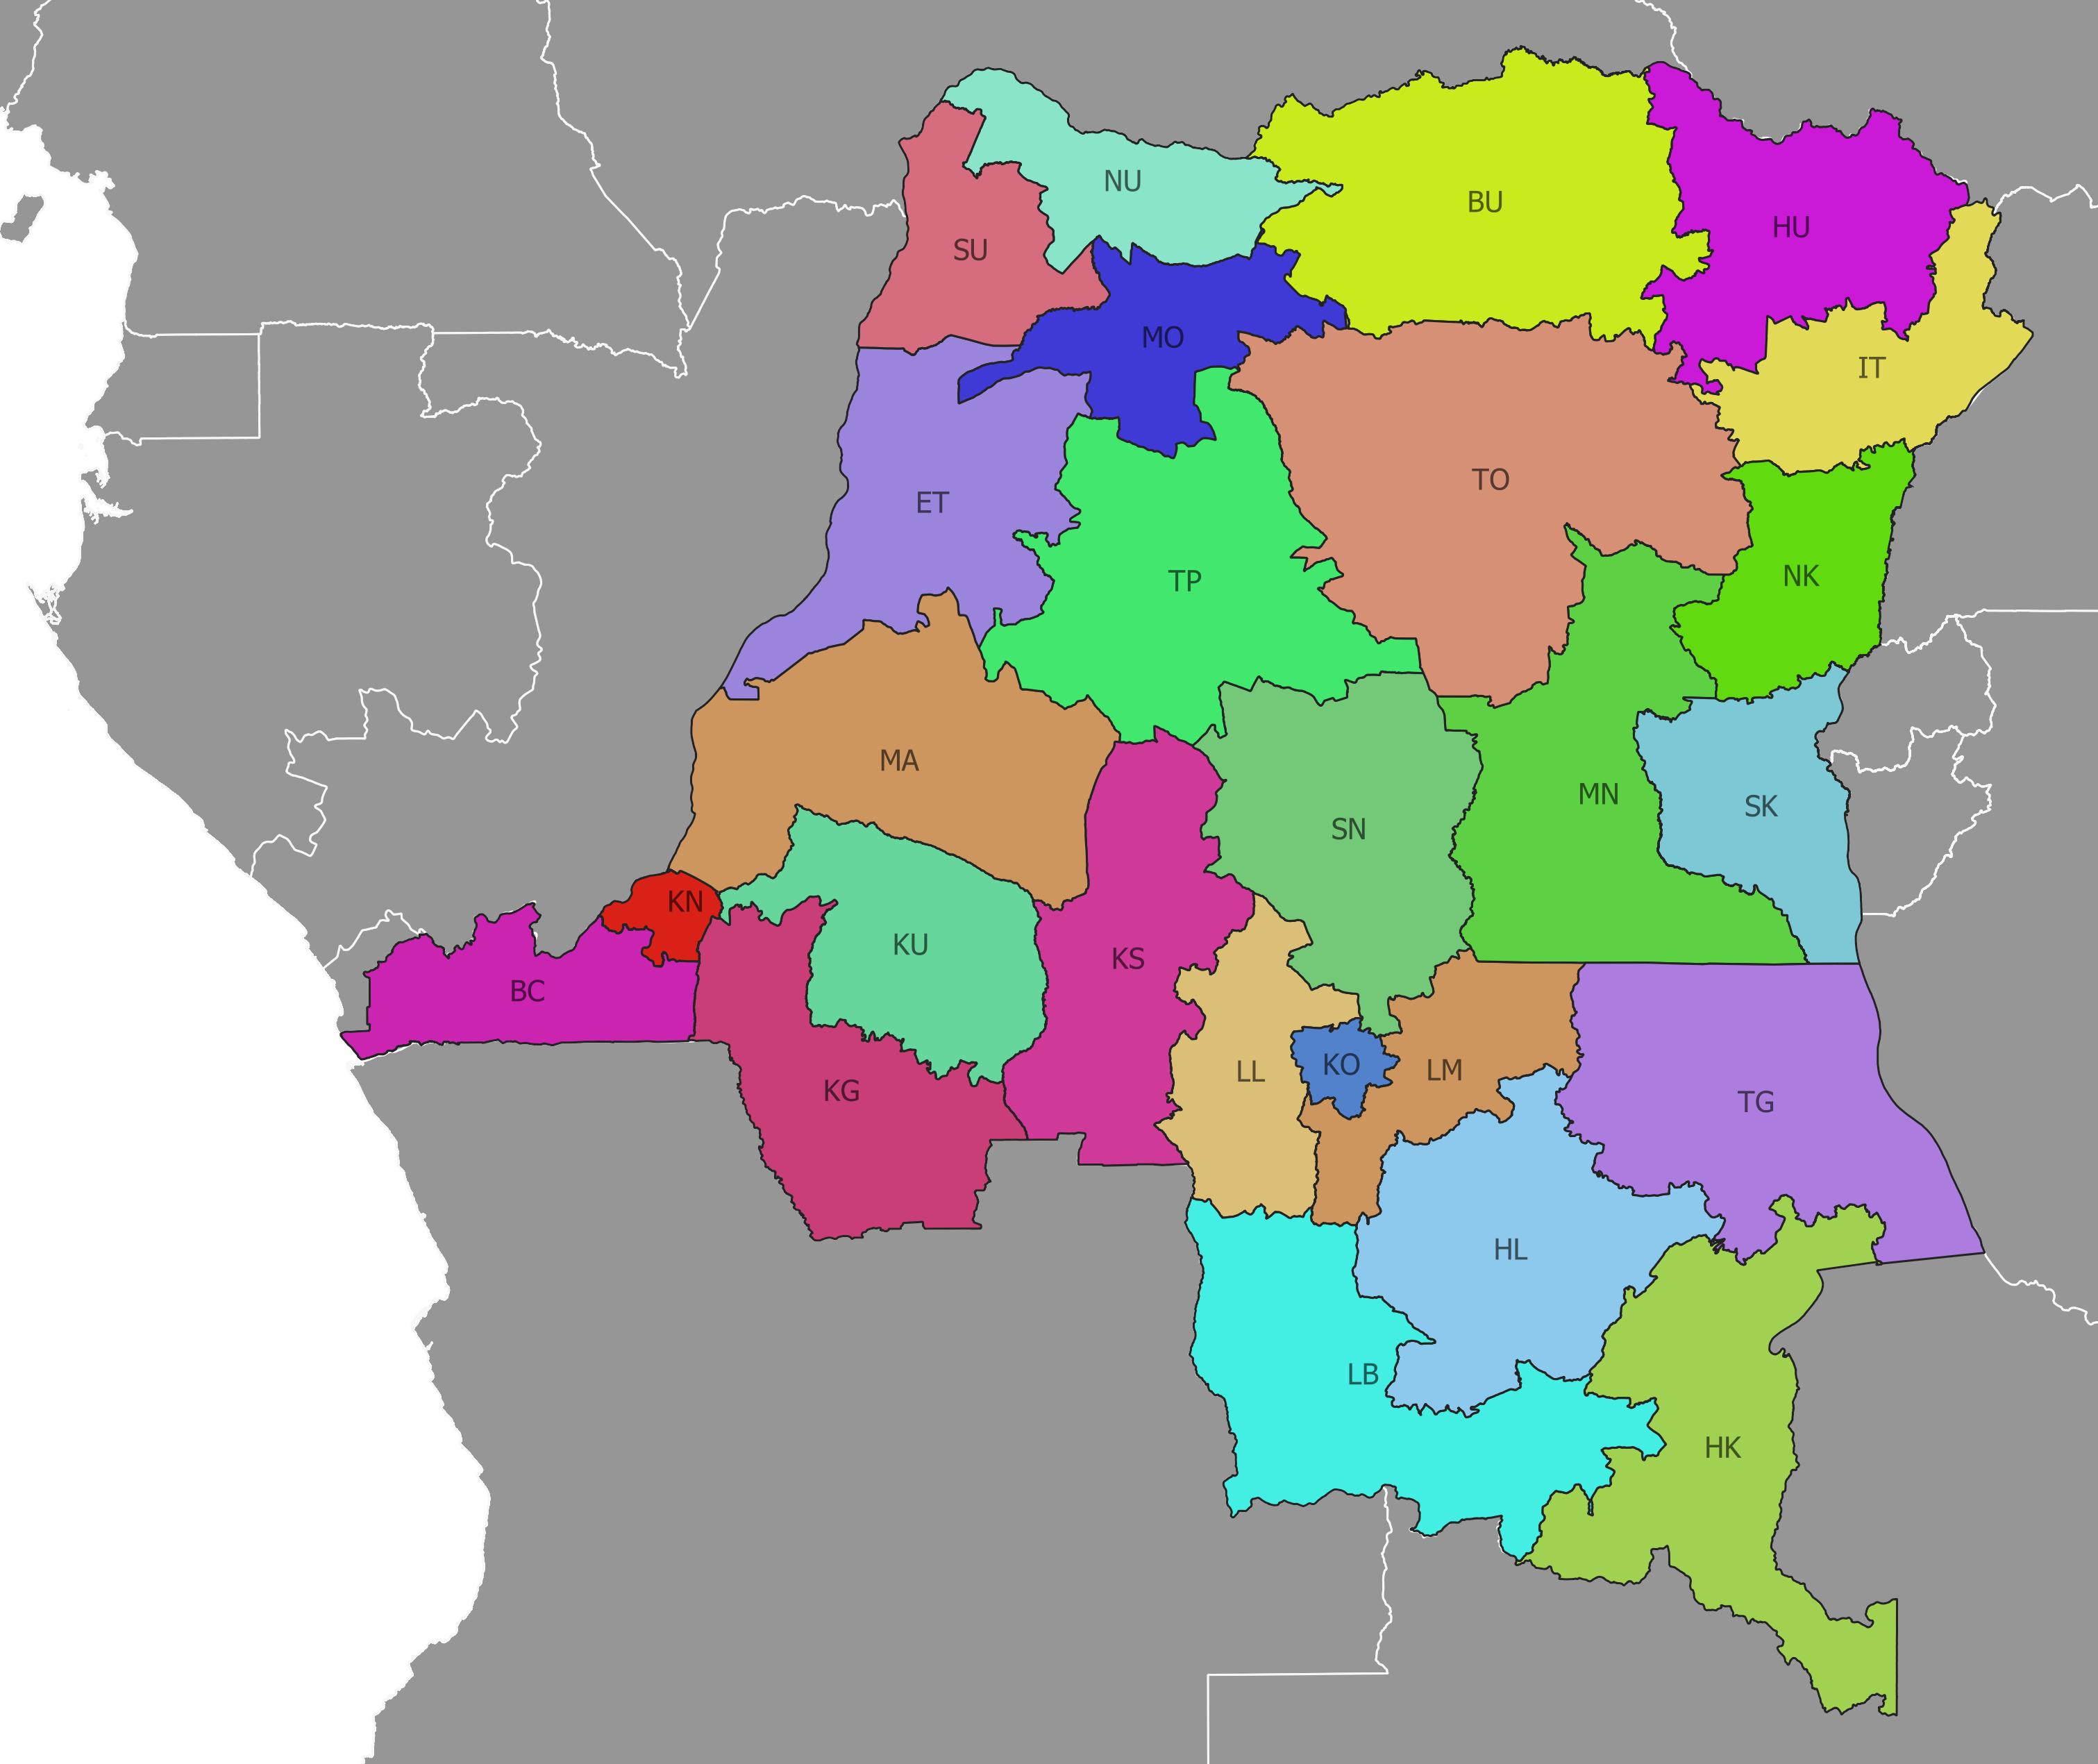 NU
BU
HU
SU
MO
IT
ET
TO
TP
NK
MA
MN
SK
SN
KN
KU
KS
BC
KG
LL
KO
LM
TG
HL
LB
HK